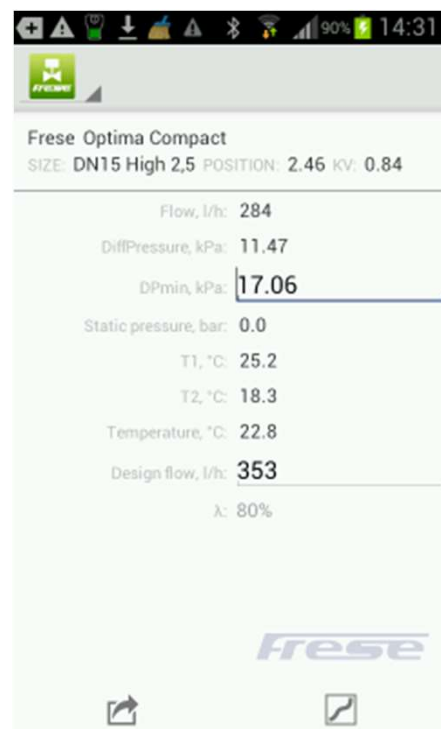 90% 14:31
FRESE
Frese Optima Compact
SIZE: DN15 High 2,5 POSITION: 2.46 KV: 0.84
Flow, l/h: 284
DiffPressure, kPa: 11.47
DPmin, kPa: 17.06
Static pressure, bar: 0.0
T1, °C: 25.2
T2, °C: 18.3
Temperature, °C: 22.8
Design flow, l/h: 353
λ: 80%
Frese